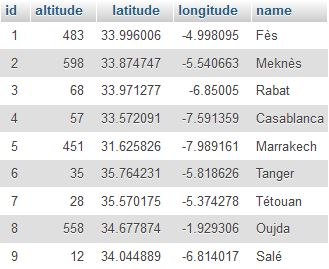 id altitude latitude longitude name
1 483 33.996006 -4.998095 Fès
2 598 33.874747 -5.540663 Meknès
3 68 33.971277 -6.85005 Rabat
4 57 33.572091 -7.591359 Casablanca
5 451 31.625826 -7.989161 Marrakech
6 35 35.764231 -5.818626 Tanger
7 28 35.570175 -5.374278 Tétouan
8 558 34.677874 -1.929306 Oujda
9 12 34.044889 -6.814017 Salé